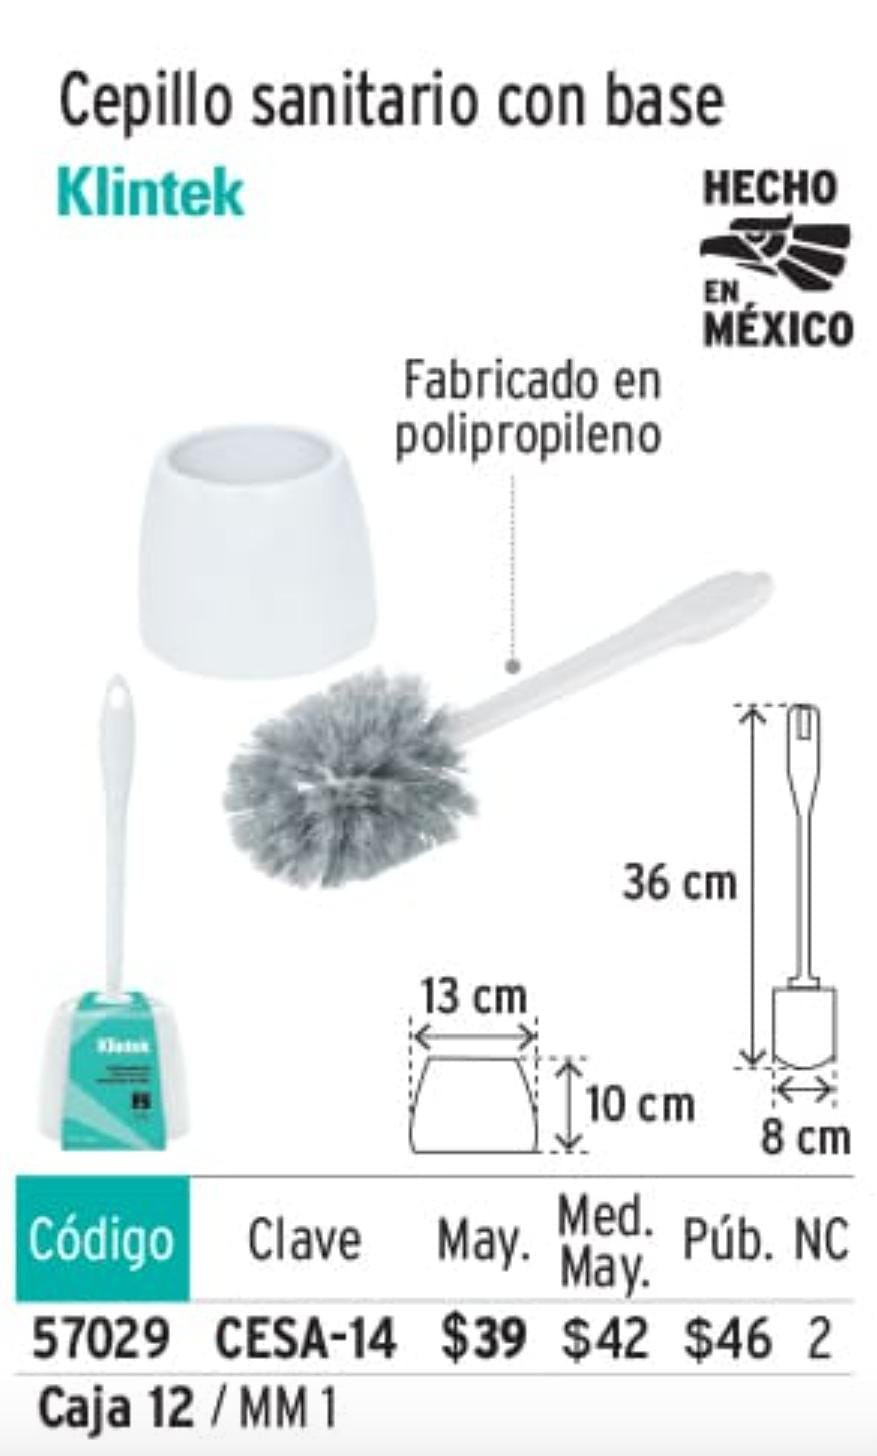 Cepillo sanitario con base
Klintek
HECHO
EN
MÉXICO
Fabricado en
polipropileno
36 cm
13 cm
10 cm
8 cm
Klintek
Código Clave May. Med. May. Púb. NC
57029 CESA-14 $39 $42 $46 2
Caja 12 / MM 1